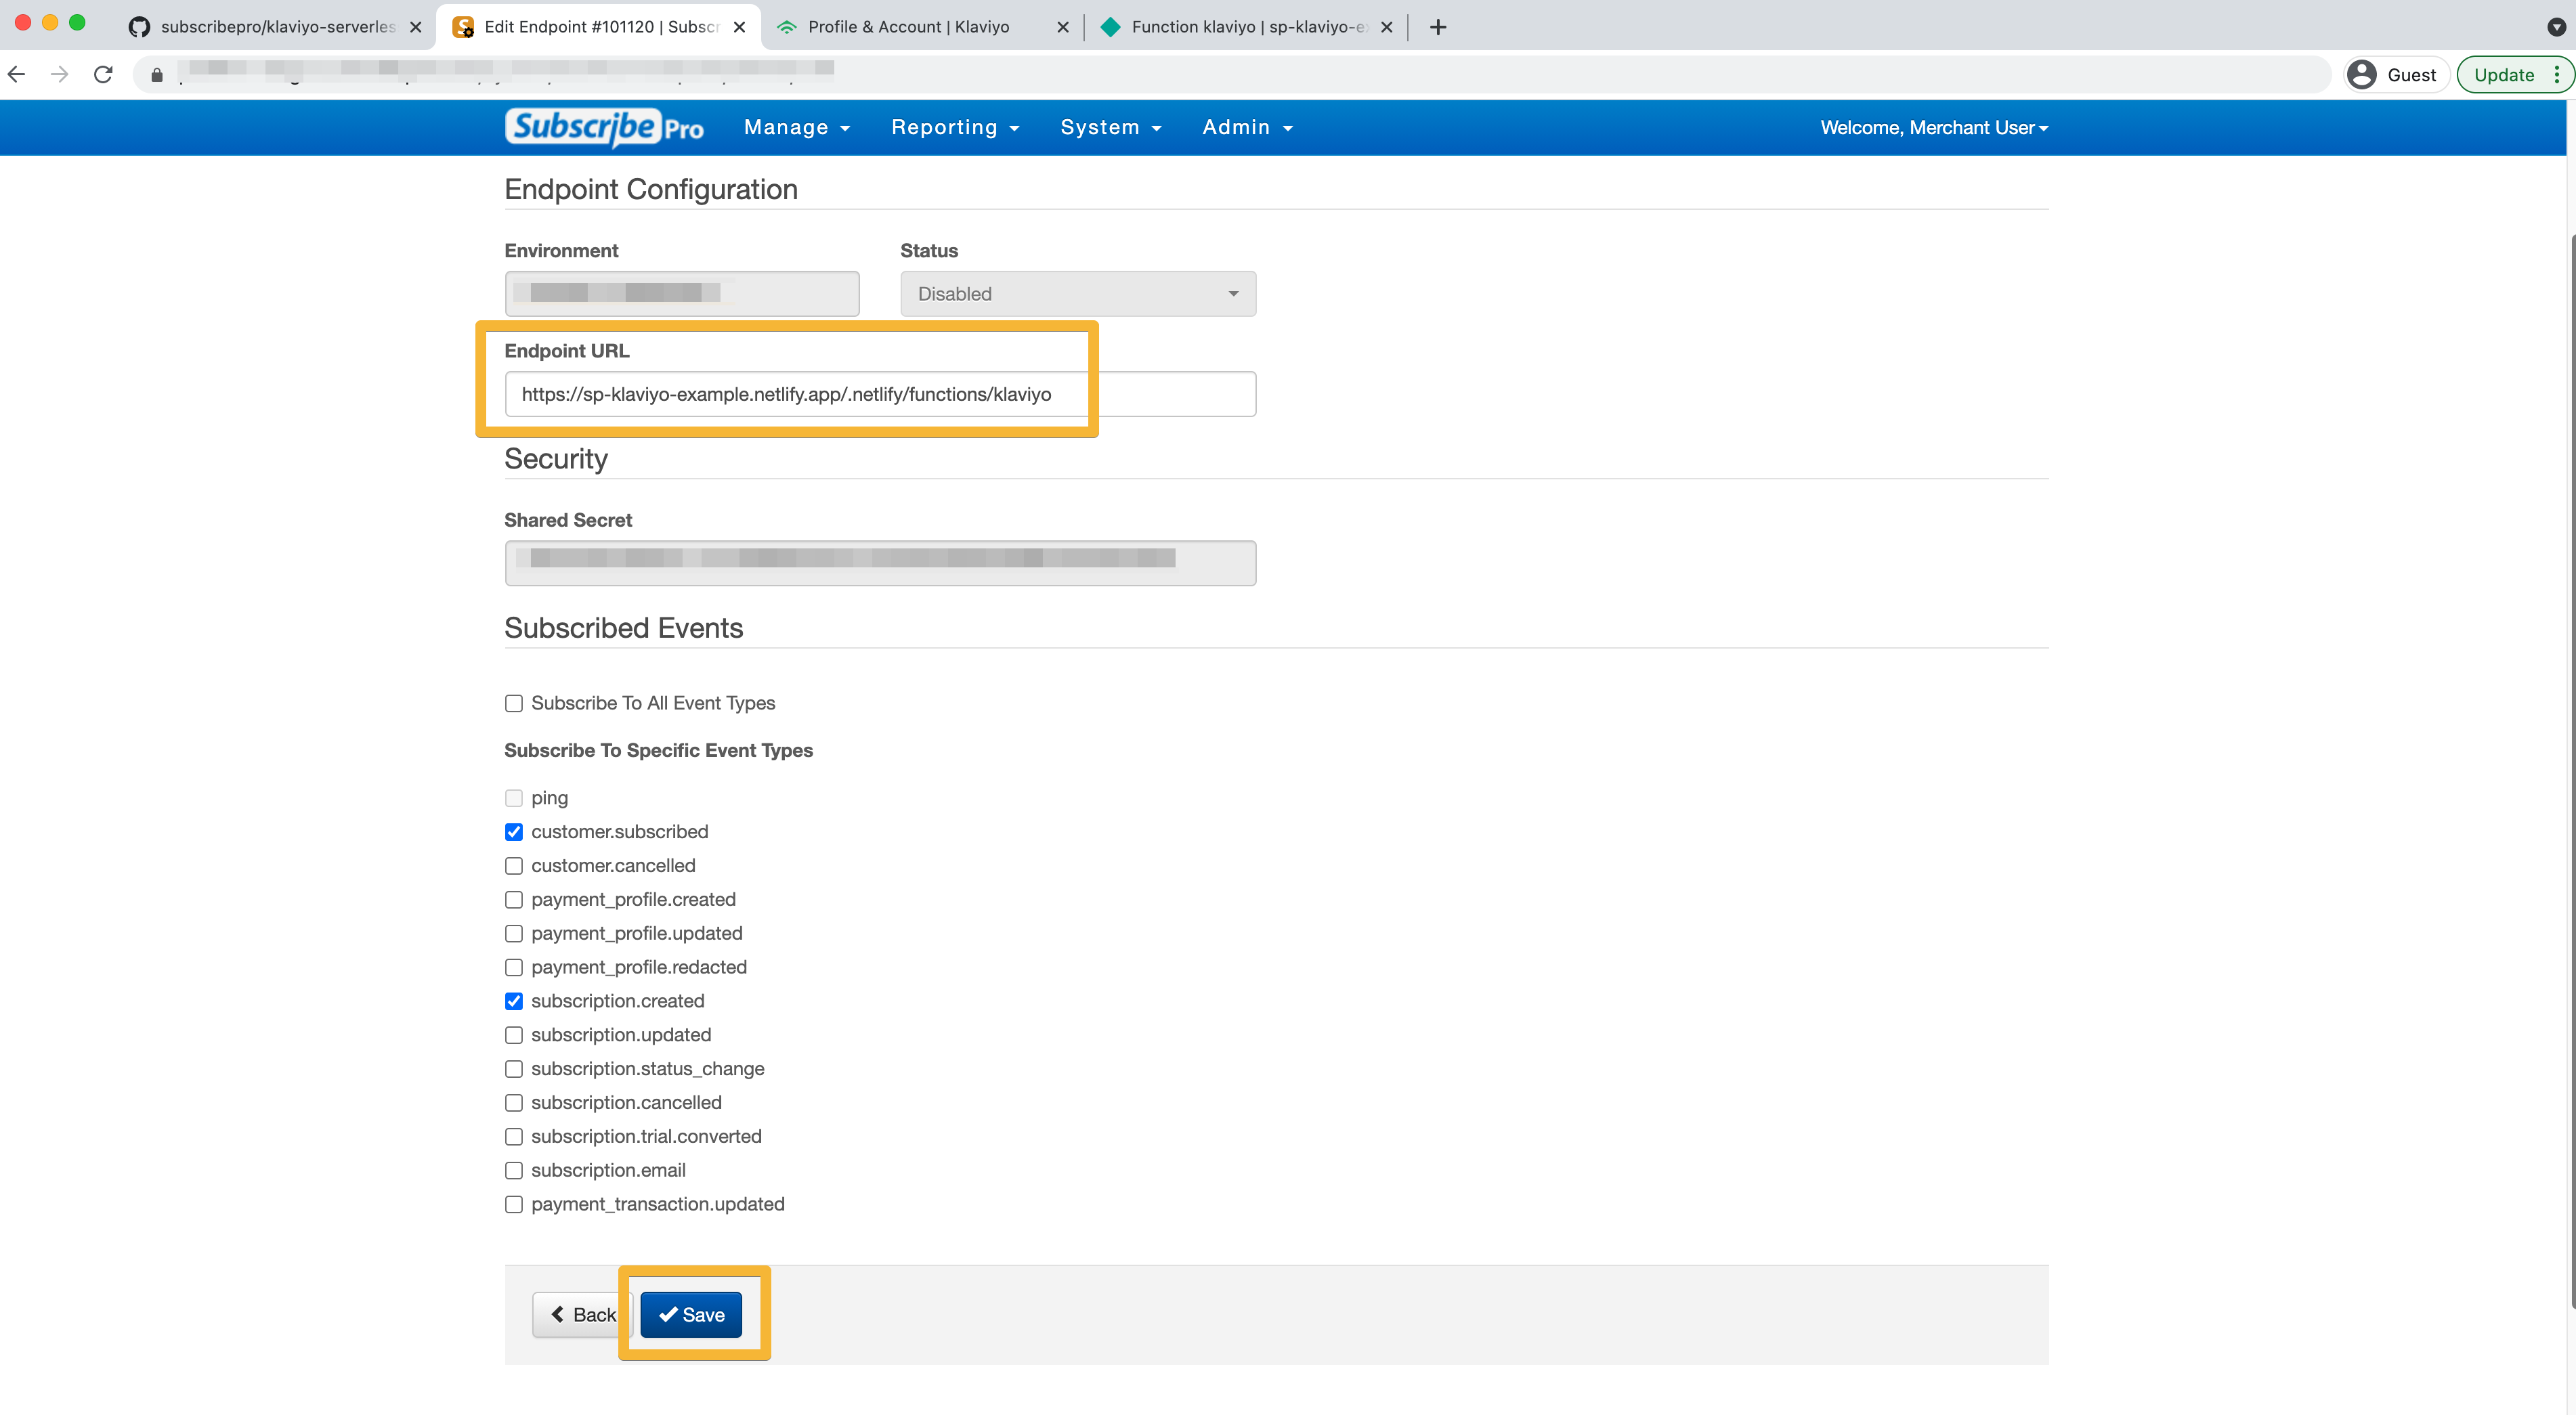 subscribepro/klaviyo-serverles
Edit Endpoint #101120 | Subscr
Profile & Account | Klaviyo
Function klaviyo | sp-klaviyo-e
Guest
Update
Subscribe Pro
Manage
Reporting
System
Admin
Welcome, Merchant User
Endpoint Configuration
Environment
Status
Disabled
Endpoint URL
https://sp-klaviyo-example.netlify.app/.netlify/functions/klaviyo
Security
Shared Secret
Subscribed Events
Subscribe To All Event Types
Subscribe To Specific Event Types
ping
customer.subscribed
customer.cancelled
payment_profile.created
payment_profile.updated
payment_profile.redacted
subscription.created
subscription.updated
subscription.status_change
subscription.cancelled
subscription.trial.converted
subscription.email
payment_transaction.updated
Back
Save